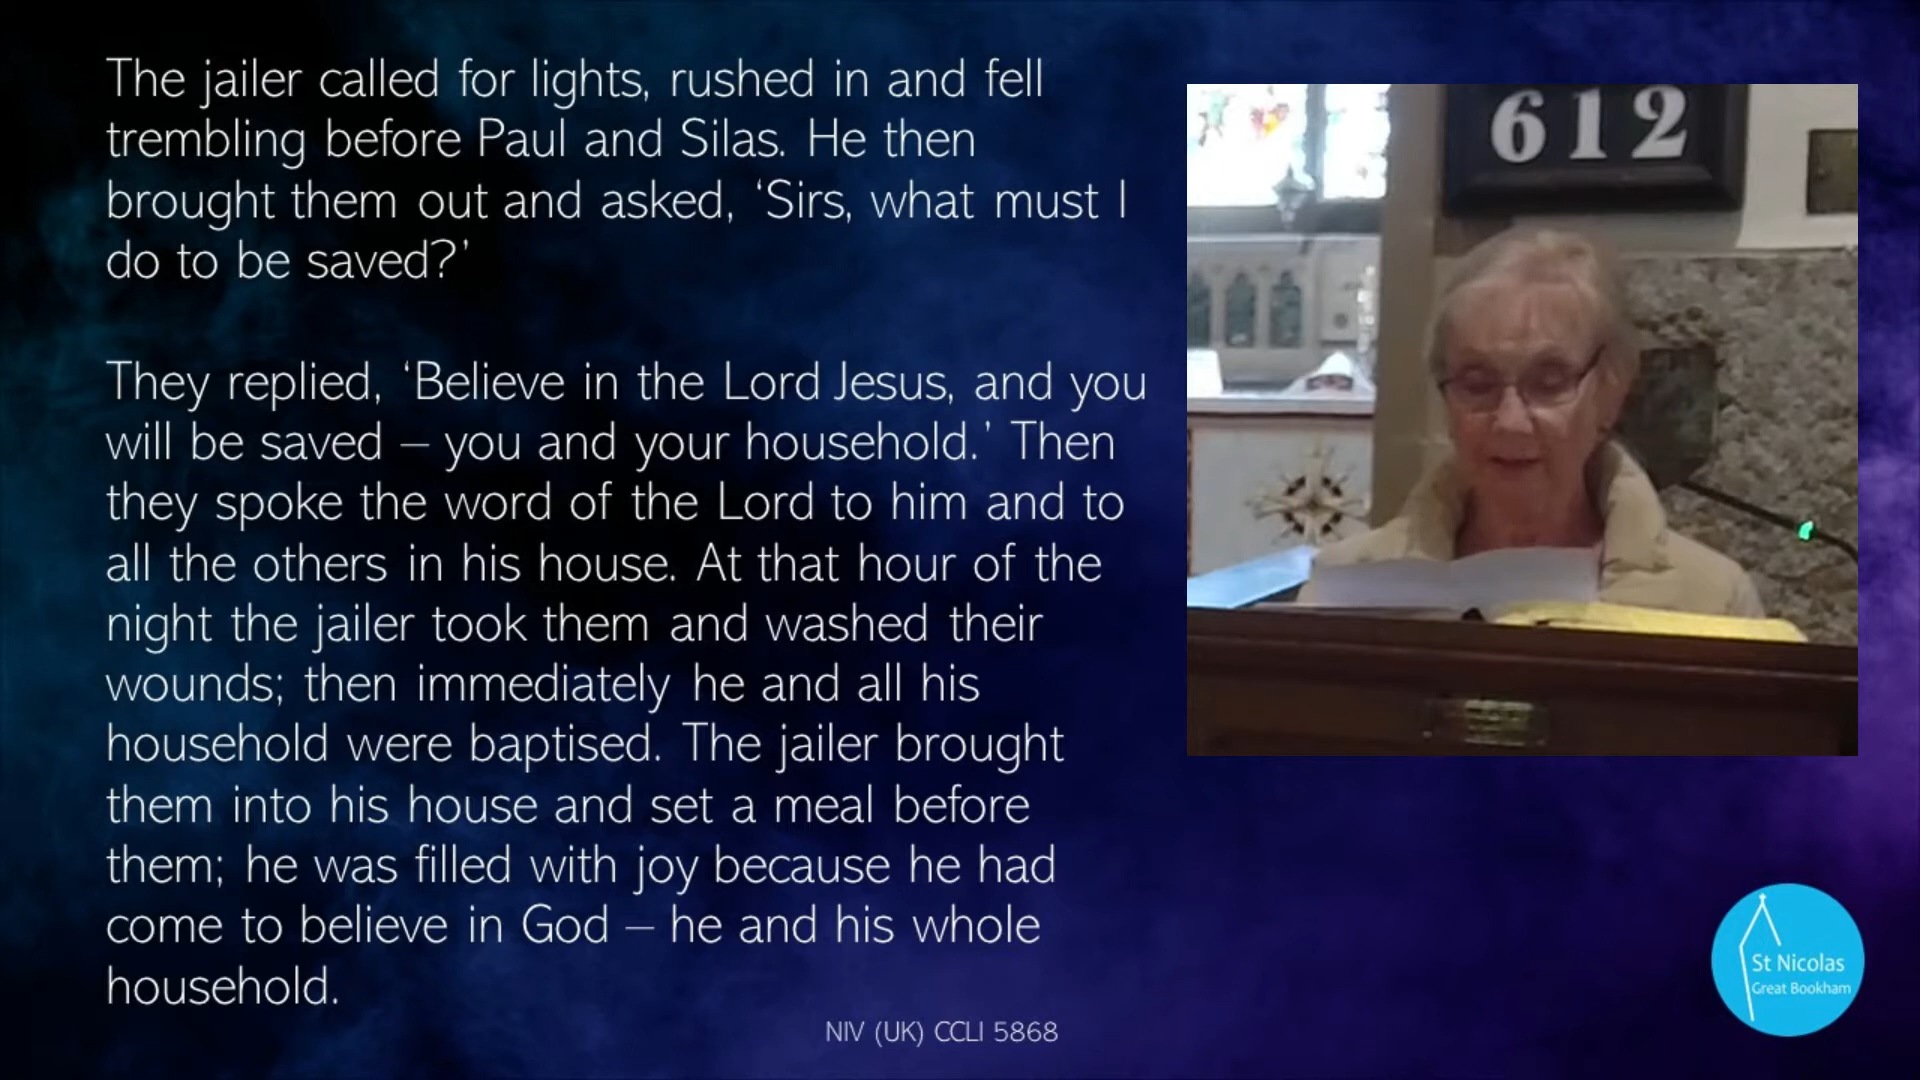 The jailer called for lights, rushed in and fell
trembling before Paul and Silas. He then
brought them out and asked, ‘Sirs, what must I
do to be saved?’
They replied, ‘Believe in the Lord Jesus, and you
will be saved – you and your household.’ Then
they spoke the word of the Lord to him and to
all the others in his house. At that hour of the
night the jailer took them and washed their
wounds; then immediately he and all his
household were baptised. The jailer brought
them into his house and set a meal before
them; he was filled with joy because he had
come to believe in God – he and his whole
household.
NIV (UK) CCLI 5868
612
St Nicolas
Great Bookham